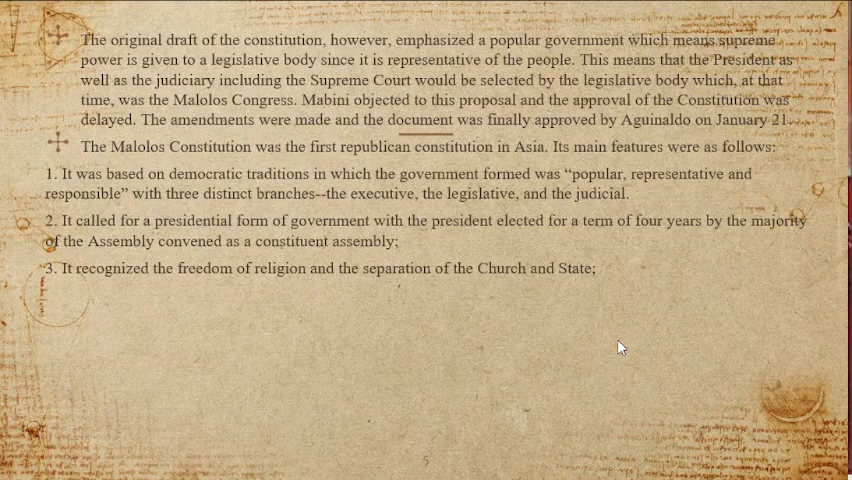 The original draft of the constitution, however, emphasized a popular government which means supreme
power is given to a legislative body since it is representative of the people. This means that the President as
well as the judiciary including the Supreme Court would be selected by the legislative body which, at that
time, was the Malolos Congress. Mabini objected to this proposal and the approval of the Constitution was
delayed. The amendments were made and the document was finally approved by Aguinaldo on January 21.
The Malolos Constitution was the first republican constitution in Asia. Its main features were as follows:
1. It was based on democratic traditions in which the government formed was “popular, representative and
responsible” with three distinct branches--the executive, the legislative, and the judicial.
2. It called for a presidential form of government with the president elected for a term of four years by the majority
of the Assembly convened as a constituent assembly;
3. It recognized the freedom of religion and the separation of the Church and State;
5